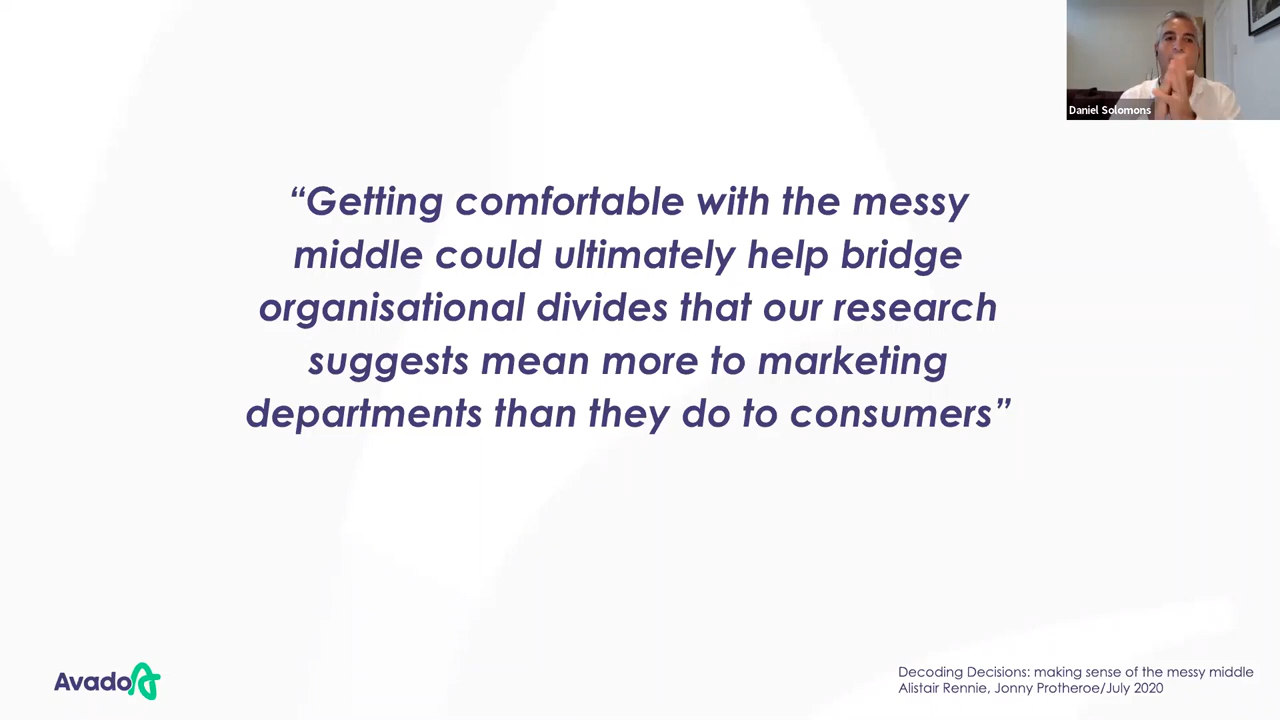 Daniel Solomons
“Getting comfortable with the messy
middle could ultimately help bridge
organisational divides that our research
suggests mean more to marketing
departments than they do to consumers”
Avado
Decoding Decisions: making sense of the messy middle
Alistair Rennie, Jonny Protheroe/July 2020